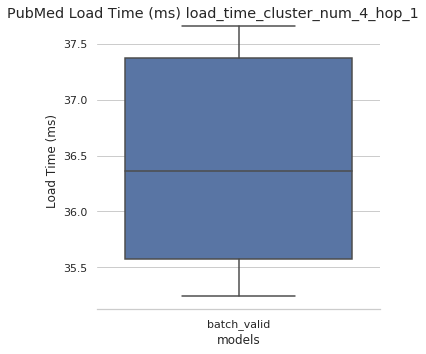 PubMed Load Time (ms) load_time_cluster_num_4_hop_1
37.5
37.0
36.5
36.0
35.5
Load Time (ms)
batch_valid
models